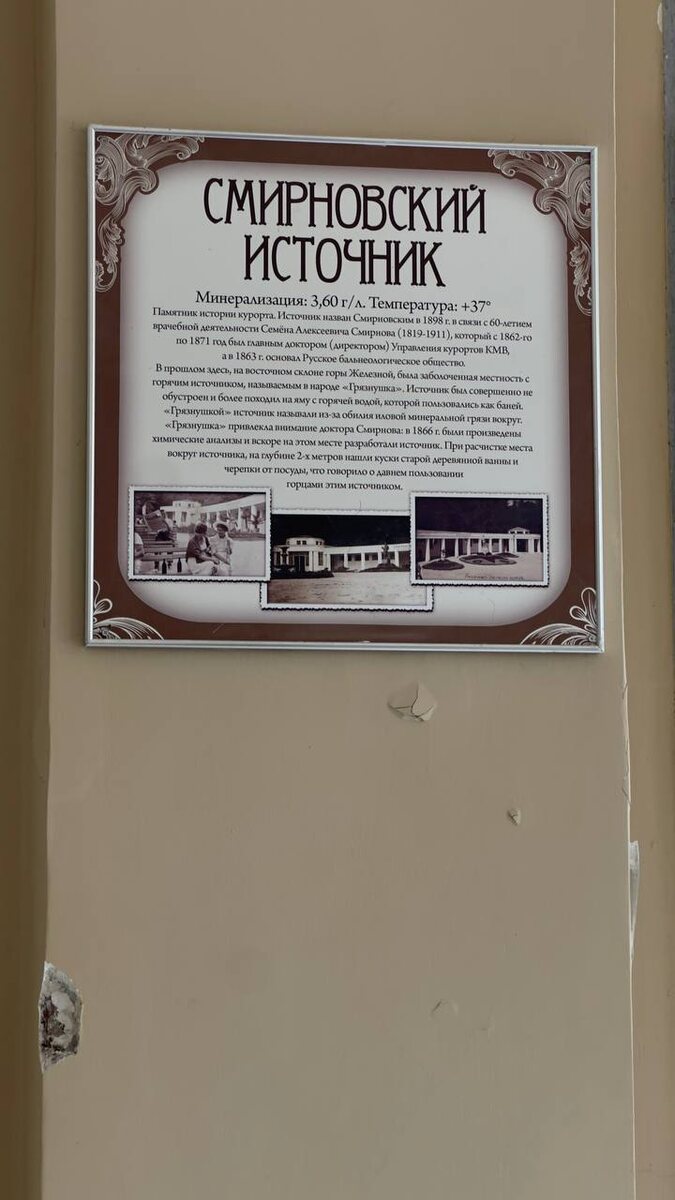 СМИРНОВСКИЙ
ИСТОЧНИК
Минерализация: 3,60 г/л. Температура: +37°
Памятник истории курорта. Источник назван Смирновским в 1898 г. в связи с 60-летием
врачебной деятельности Семёна Алексеевича Смирнова (1819-1911), который с 1862-го
по 1871 год был главным доктором (директором) Управления курортов КМВ,
а в 1863 г. основал Русское бальнеологическое общество.
В прошлом здесь, на восточном склоне горы Железной, была заболоченная местность с
горячим источником, называемым в народе «Грязнушка». Источник был совершенно не
обустроен и более походил на яму с горячей водой, которой пользовались как баней.
«Грязнушкой» источник называли из-за обилия иловой минеральной грязи вокруг.
«Грязнушка» привлекла внимание доктора Смирнова: в 1866 г. были произведены
химические анализы и вскоре на этом месте разработали источник. При расчистке места
вокруг источника, на глубине 2-х метров нашли куски старой деревянной ванны и
черепки от посуды, что говорило о давнем пользовании
горцами этим источником.